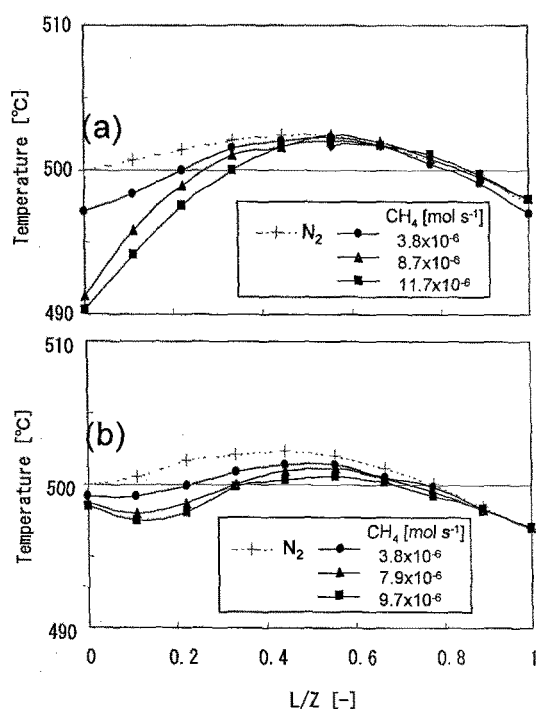 510
(a)
500
490
Temperature [℃]
CH₄ [mol s⁻¹]
N₂
3.8x10⁻⁶
8.7x10⁻⁶
11.7x10⁻⁶
510
(b)
500
490
Temperature [℃]
CH₄ [mol s⁻¹]
N₂
3.8x10⁻⁶
7.9x10⁻⁶
9.7x10⁻⁶
0 0.2 0.4 0.6 0.8 1
L/Z [-]